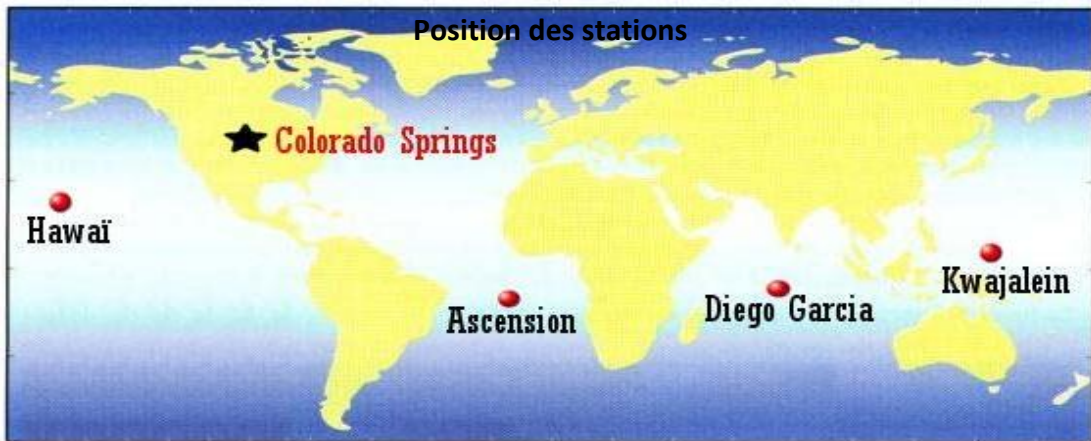 Position des stations
Colorado Springs
Hawaï
Ascension
Diego Garcia
Kwajalein